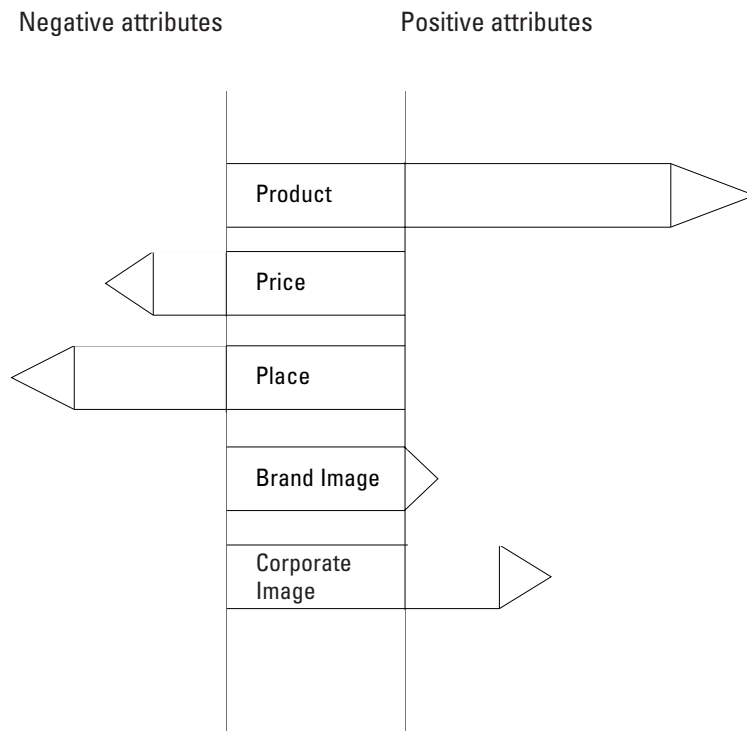 Negative attributes
Positive attributes
Product
Price
Place
Brand Image
Corporate
Image